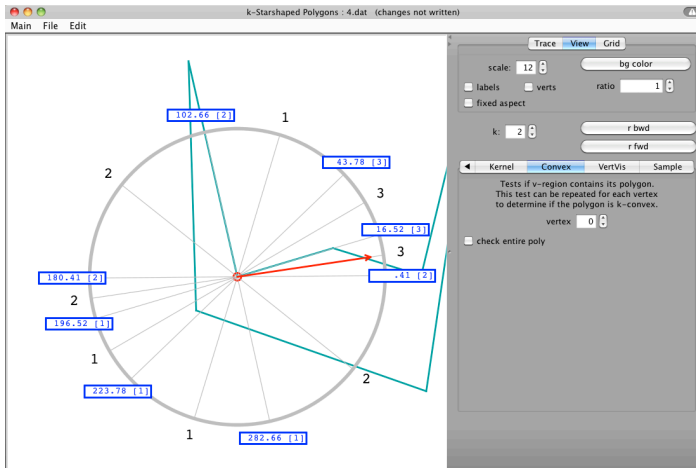 k-Starshaped Polygons : 4.dat (changes not written)
Main File Edit
Trace View Grid
scale: 12 bg color
labels verts ratio 1
fixed aspect
k: 2 r bwd
r fwd
Kernel Convex VertVis Sample
Tests if v-region contains its polygon.
This test can be repeated for each vertex
to determine if the polygon is k-convex.
vertex 0
check entire poly
102.66 [2]
1
43.78 [3]
2
3
16.52 [3]
3
180.41 [2]
.41 [2]
2
196.52 [1]
1
2
223.78 [1]
1
282.66 [1]